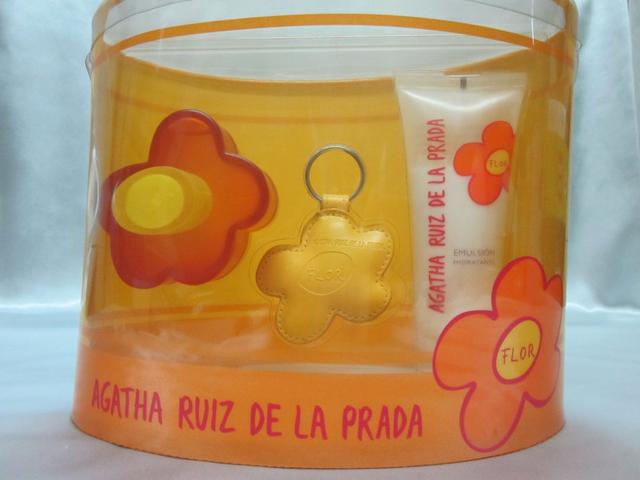 AGATHA RUIZ DE LA PRADA
FLOR
EMULSIÓN
HIDRATANTE
FLOR
FLOR
AGATHA RUIZ DE LA PRADA